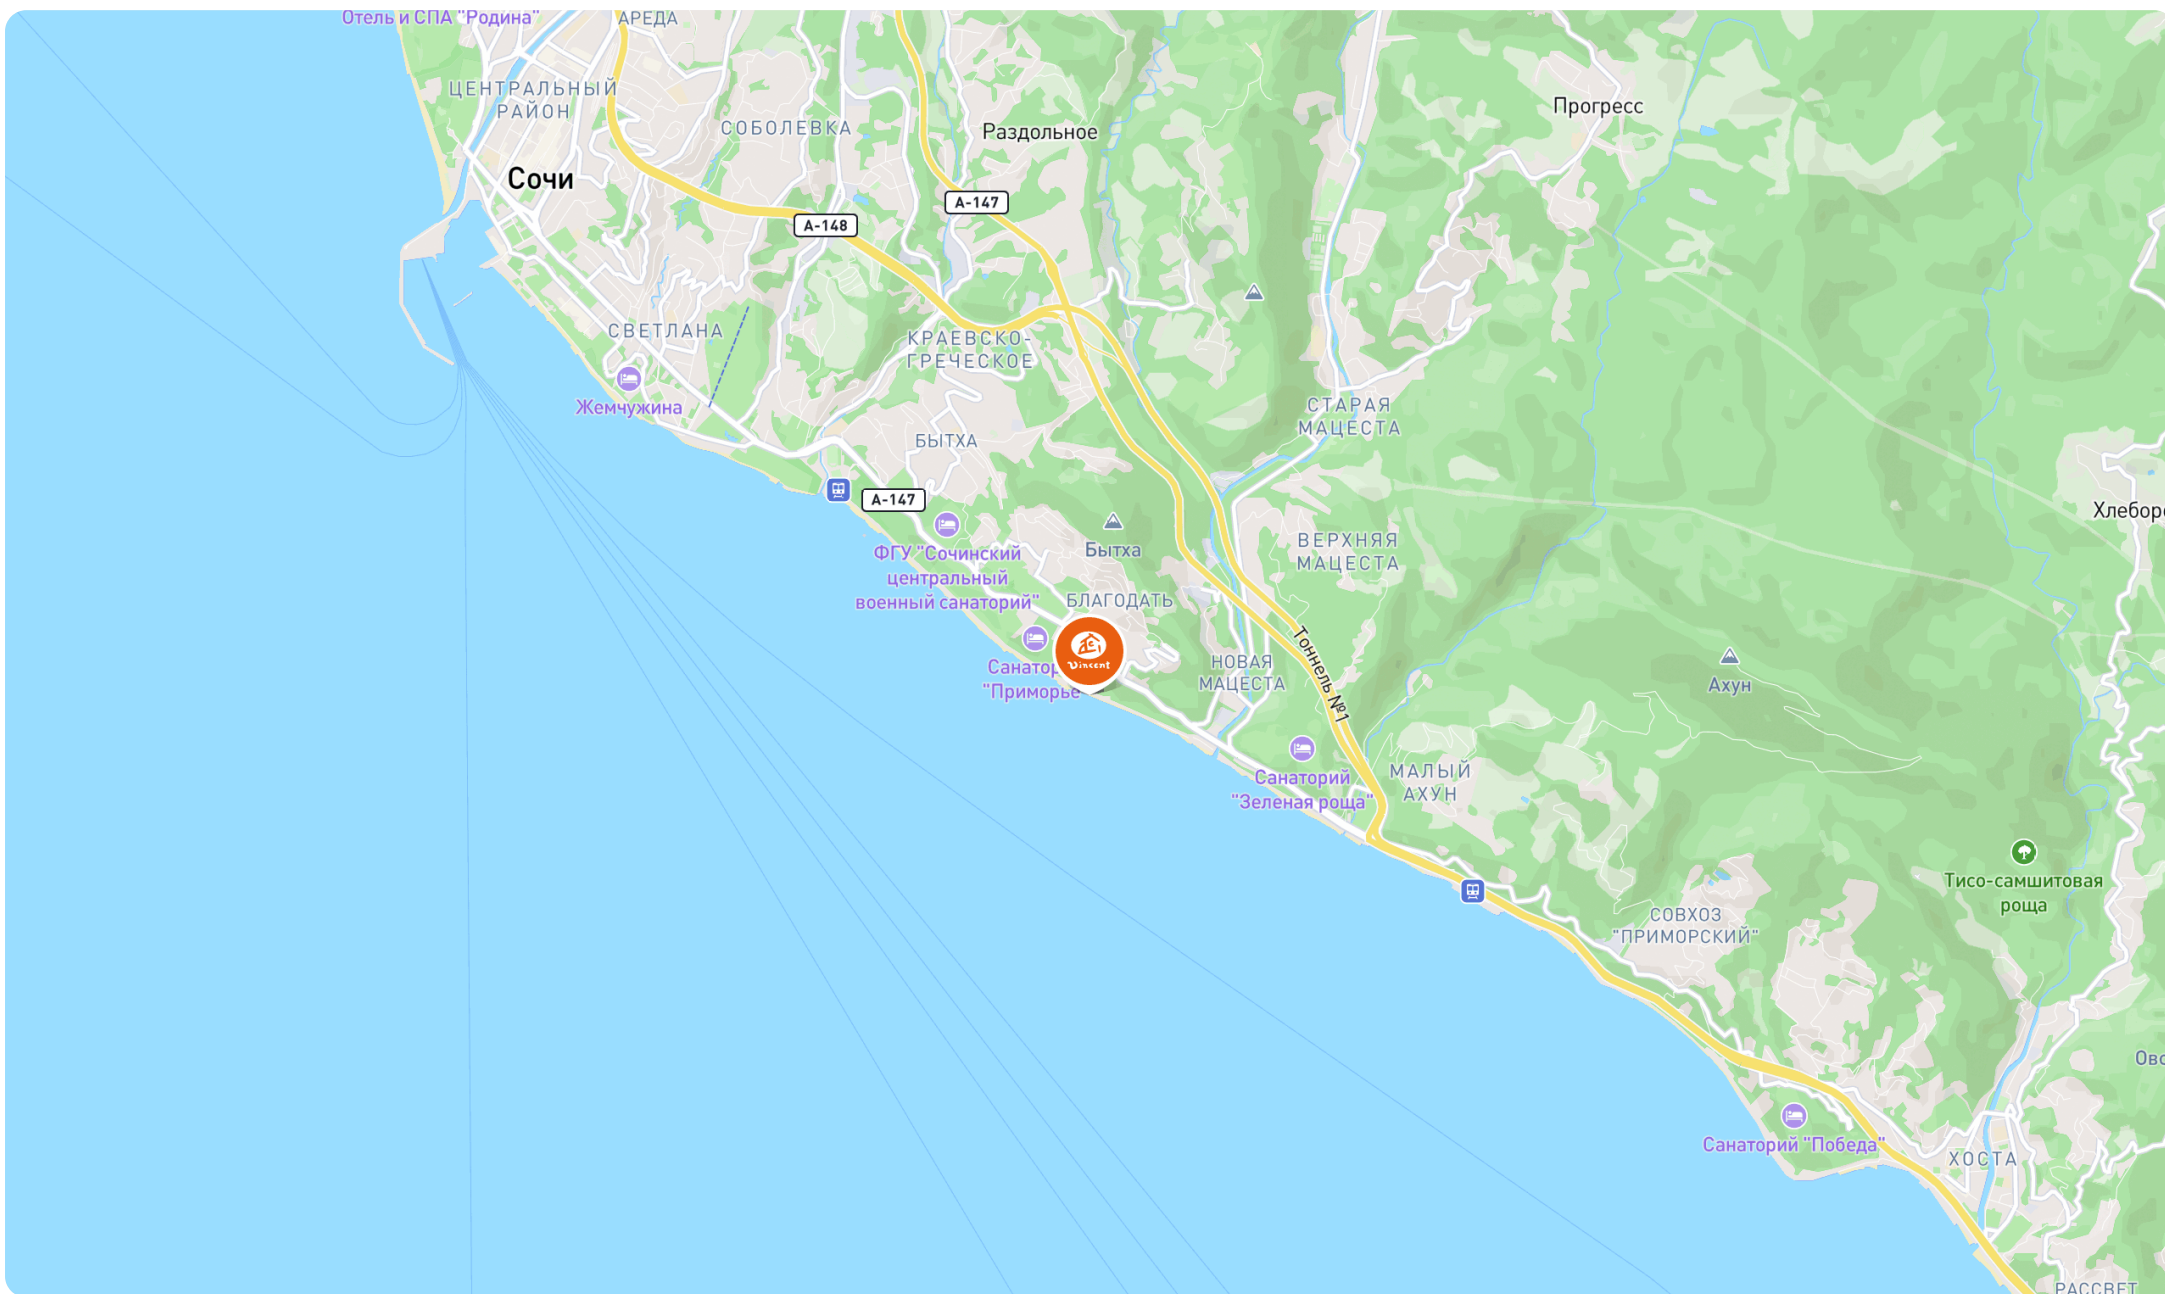 Отель и СПА "Родина"
АРЕДА
ЦЕНТРАЛЬНЫЙ
РАЙОН
СОБОЛЕВКА
Раздольное
Прогресс
Сочи
А-147
А-148
СВЕТЛАНА
КРАЕВСКО-
ГРЕЧЕСКОЕ
Жемчужина
СТАРАЯ
МАЦЕСТА
БЫТХА
А-147
Хлеборо
ФГУ "Сочинский
центральный
военный санаторий"
Бытха
ВЕРХНЯЯ
МАЦЕСТА
БЛАГОДАТЬ
Vincent
Санатор
"Приморье
НОВАЯ
МАЦЕСТА
Тоннель №1
Ахун
Санаторий
"Зеленая роща"
МАЛЫЙ
АХУН
Тисо-самшитовая
роща
СОВХОЗ
"ПРИМОРСКИЙ"
Ово
Санаторий "Победа"
ХОСТА
РАССВЕТ